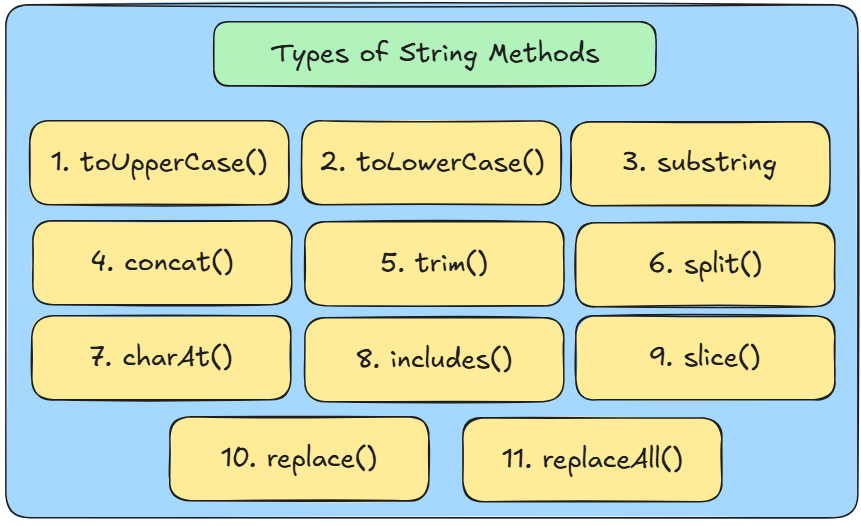 Types of String Methods
1. toUpperCase()
2. toLowerCase()
3. substring
4. concat()
5. trim()
6. split()
7. charAt()
8. includes()
9. slice()
10. replace()
11. replaceAll()